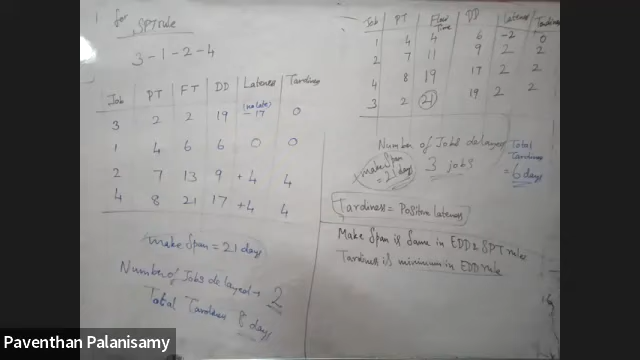 1 for SPT rule
3-1-2-4
Job PT FT DD Lateness Tardiness
3 2 2 19 (no late) -17 0
1 4 6 6 0 0
2 7 13 9 +4 4
4 8 21 17 +4 4
make Span = 21 days
Number of Jobs delayed → 2
Total Tardiness 8 days
Job PT Flow Time DD Lateness Tardiness
1 4 4 6 -2 0
2 7 11 9 2 2
4 8 19 17 2 2
3 2 21 19 2 2
Number of Jobs delayed
3 jobs
make Span = 21 days
Total Tardiness = 6 days
Tardiness = Positive lateness
Make Span is Same in EDD & SPT rule
Tardiness is minimum in EDD rule
Paventhan Palanisamy